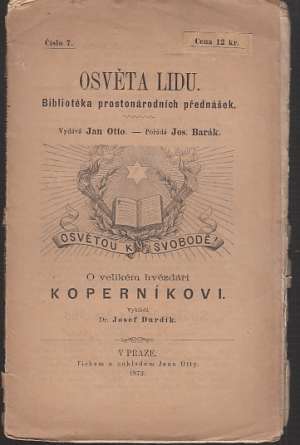 Číslo 7.
Cena 12 kr.
OSVĚTA LIDU.
Bibliotéka prostonárodních přednášek.
Vydává Jan Otto. — Pořádá Jos. Barák.
OSVĚTOU K SVOBODĚ!
O velikém hvězdáři
KOPERNÍKOVI.
Vyložil
Dr. Josef Durdík.
V PRAZE.
Tiskem a nákladem Jana Otty.
1873.